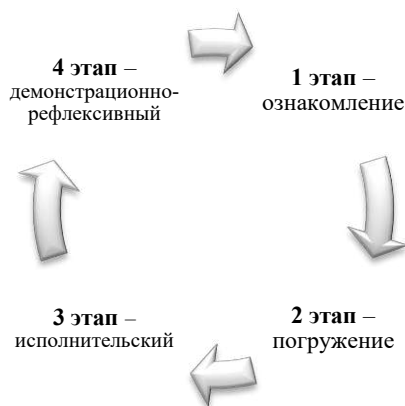 4 этап –
демонстрационно-
рефлексивный
1 этап –
ознакомление
3 этап –
исполнительский
2 этап –
погружение